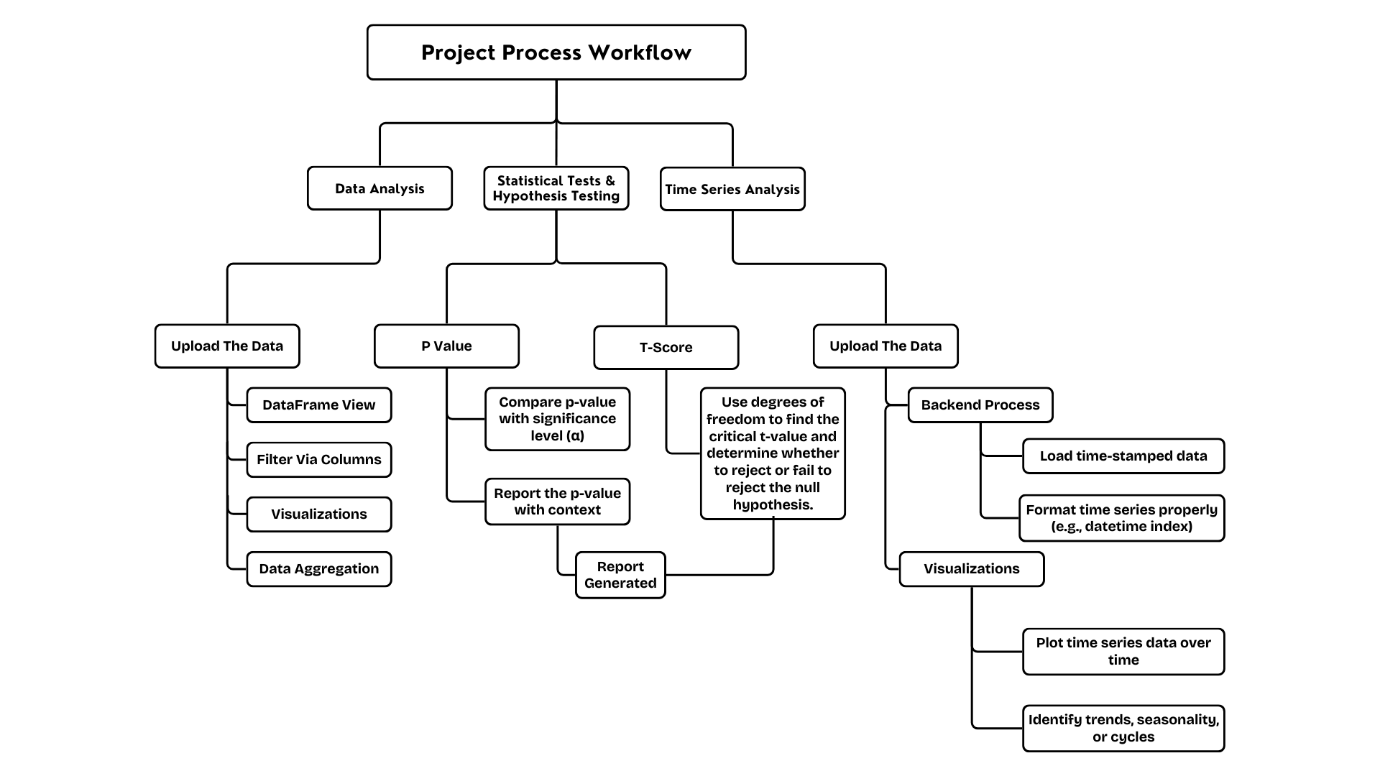 Project Process Workflow
Data Analysis
Statistical Tests &
Hypothesis Testing
Time Series Analysis
Upload The Data
P Value
T-Score
Upload The Data
DataFrame View
Filter Via Columns
Visualizations
Data Aggregation
Compare p-value
with significance
level (α)
Report the p-value
with context
Use degrees of
freedom to find the
critical t-value and
determine whether
to reject or fail to
reject the null
hypothesis.
Report
Generated
Backend Process
Load time-stamped data
Format time series properly
(e.g., datetime index)
Visualizations
Plot time series data over
time
Identify trends, seasonality,
or cycles